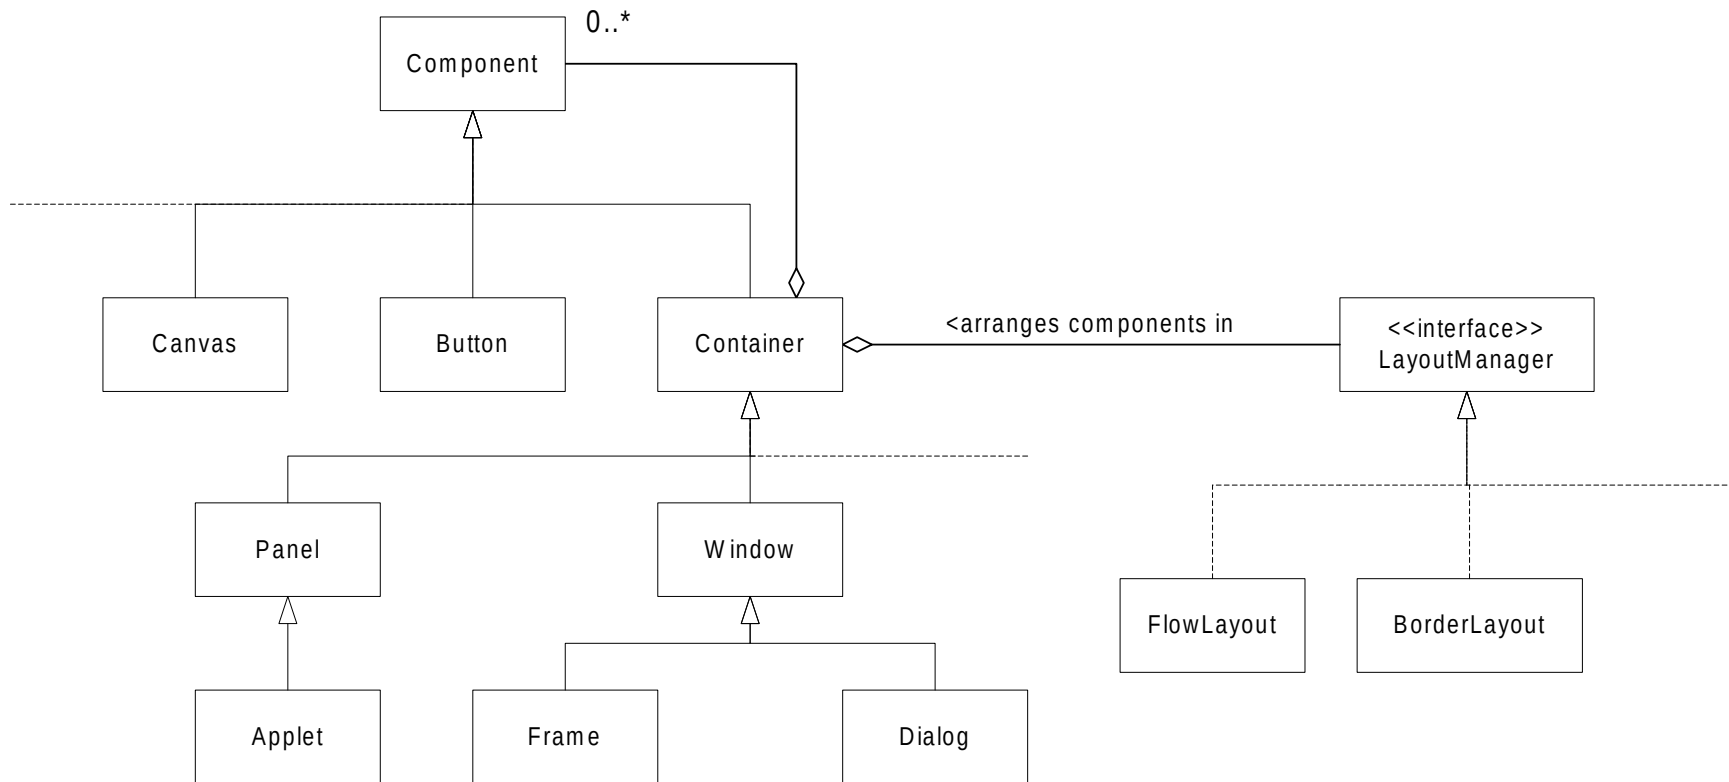 0..*
Component
Canvas
Button
Container
<arranges components in
<<interface>>
LayoutManager
Panel
Window
FlowLayout
BorderLayout
Applet
Frame
Dialog